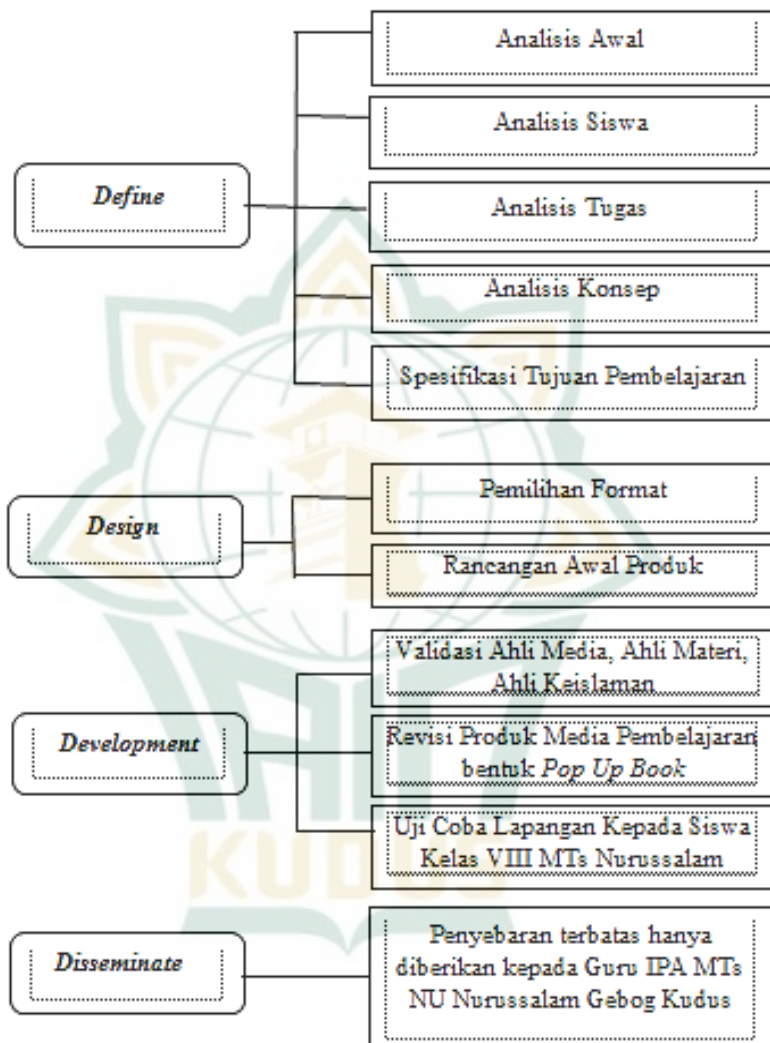 Define
Analisis Awal
Analisis Siswa
Analisis Tugas
Analisis Konsep
Spesifikasi Tujuan Pembelajaran
Design
Pemilihan Format
Rancangan Awal Produk
Development
Validasi Ahli Media, Ahli Materi,
Ahli Keislaman
Revisi Produk Media Pembelajaran
bentuk Pop Up Book
Uji Coba Lapangan Kepada Siswa
Kelas VIII MTs Nurussalam
Disseminate
Penyebaran terbatas hanya
diberikan kepada Guru IPA MTs
NU Nurussalam Gebog Kudus
IAIN
KUDUS